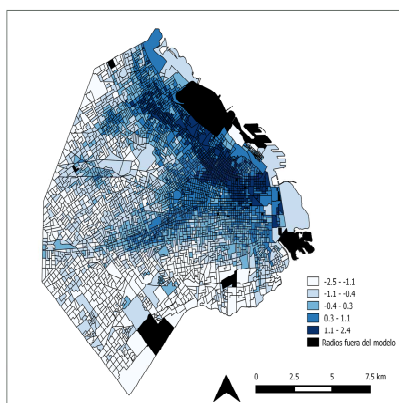 -2.5 - -1.1
-1.1 - -0.4
-0.4 - 0.3
0.3 - 1.1
1.1 - 2.4
Radios fuera del modelo
0 2.5 5 7.5 km